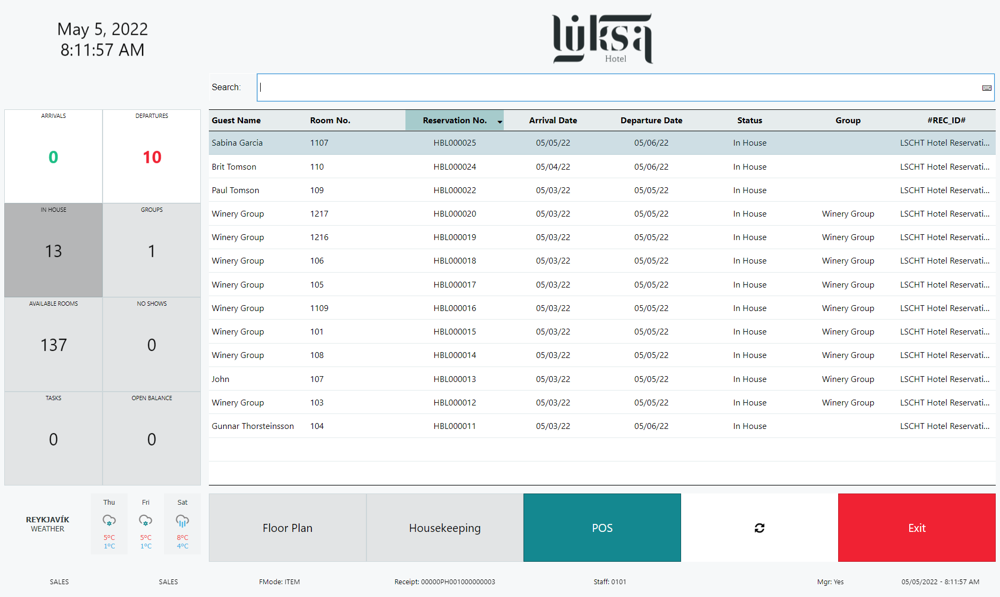 May 5, 2022
8:11:57 AM
lúksa
Hotel
Search:
ARRIVALS
0
DEPARTURES
10
IN HOUSE
13
GROUPS
1
AVAILABLE ROOMS
137
NO SHOWS
0
TASKS
0
OPEN BALANCE
0
Guest Name Room No. Reservation No. Arrival Date Departure Date Status Group #REC_ID#
Sabina Garcia 1107 HBL000025 05/05/22 05/06/22 In House LSCHT Hotel Reservati...
Brit Tomson 110 HBL000024 05/04/22 05/06/22 In House LSCHT Hotel Reservati...
Paul Tomson 109 HBL000022 05/03/22 05/05/22 In House LSCHT Hotel Reservati...
Winery Group 1217 HBL000020 05/03/22 05/05/22 In House Winery Group LSCHT Hotel Reservati...
Winery Group 1216 HBL000019 05/03/22 05/05/22 In House Winery Group LSCHT Hotel Reservati...
Winery Group 106 HBL000018 05/03/22 05/05/22 In House Winery Group LSCHT Hotel Reservati...
Winery Group 105 HBL000017 05/03/22 05/05/22 In House Winery Group LSCHT Hotel Reservati...
Winery Group 1109 HBL000016 05/03/22 05/05/22 In House Winery Group LSCHT Hotel Reservati...
Winery Group 101 HBL000015 05/03/22 05/05/22 In House Winery Group LSCHT Hotel Reservati...
Winery Group 108 HBL000014 05/03/22 05/05/22 In House Winery Group LSCHT Hotel Reservati...
John 107 HBL000013 05/03/22 05/05/22 In House Winery Group LSCHT Hotel Reservati...
Winery Group 103 HBL000012 05/03/22 05/05/22 In House Winery Group LSCHT Hotel Reservati...
Gunnar Thorsteinsson 104 HBL000011 05/03/22 05/06/22 In House LSCHT Hotel Reservati...
REYKJAVÍK
WEATHER
Thu Fri Sat
5°C 5°C 8°C
1°C 1°C 4°C
Floor Plan
Housekeeping
POS
Exit
SALES SALES FMode: ITEM Receipt: 00000PH001000000003 Staff: 0101 Mgr: Yes 05/05/2022 - 8:11:57 AM